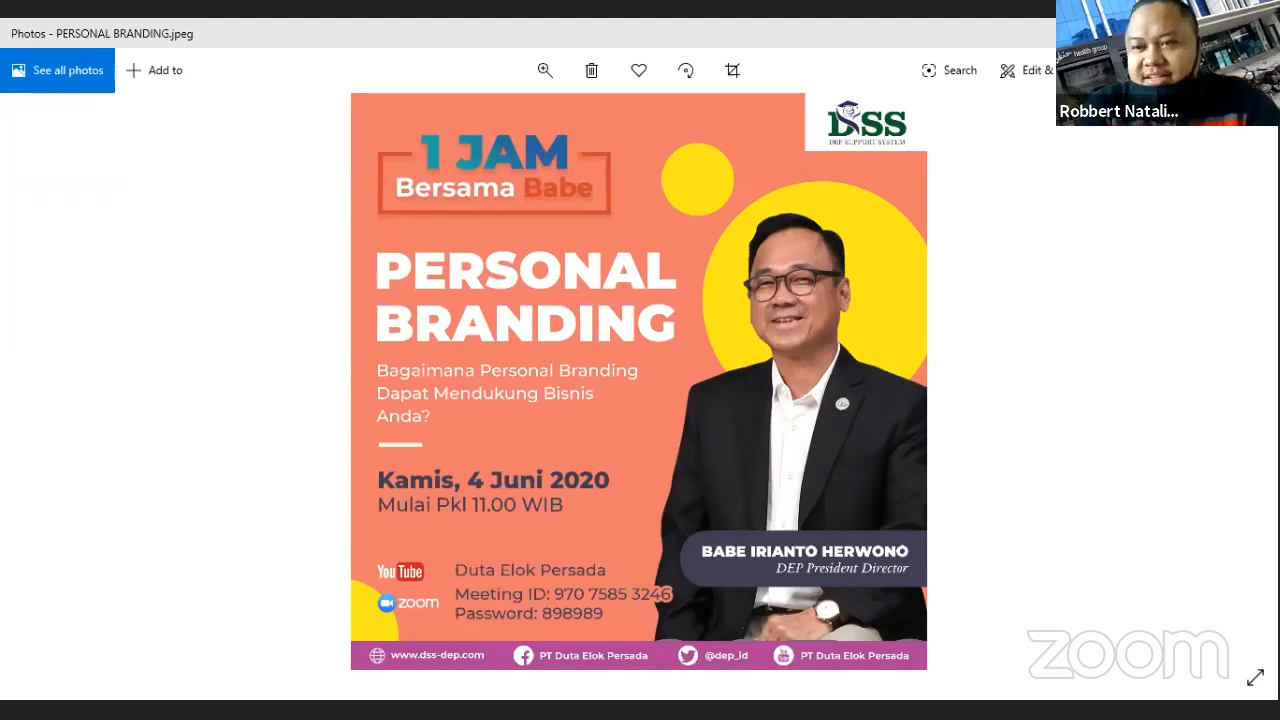 Photos - PERSONAL BRANDING.jpeg
See all photos
Add to
Search
Edit &
health group
Robbert Natali...
DSS
DEP SUPPORT SYSTEM
1 JAM
Bersama Babe
PERSONAL
BRANDING
Bagaimana Personal Branding
Dapat Mendukung Bisnis
Anda?
Kamis, 4 Juni 2020
Mulai Pkl 11.00 WIB
BABE IRIANTO HERWONO
DEP President Director
YouTube
Duta Elok Persada
zoom
Meeting ID: 970 7585 3246
Password: 898989
www.dss-dep.com
PT Duta Elok Persada
@dep_id
PT Duta Elok Persada
zoom